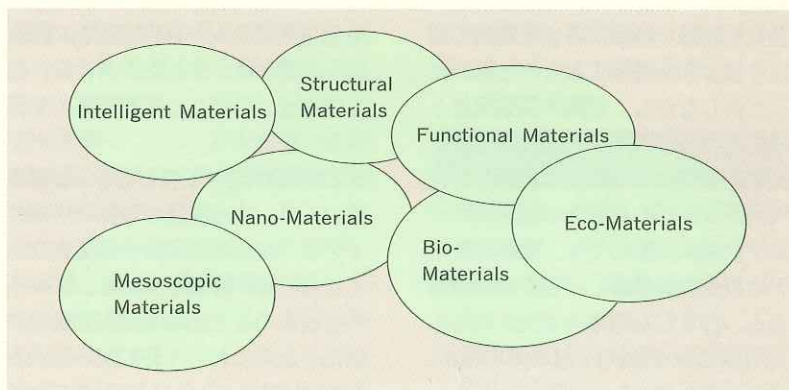 Structural
Materials
Intelligent Materials
Functional Materials
Nano-Materials
Eco-Materials
Bio-
Materials
Mesoscopic
Materials